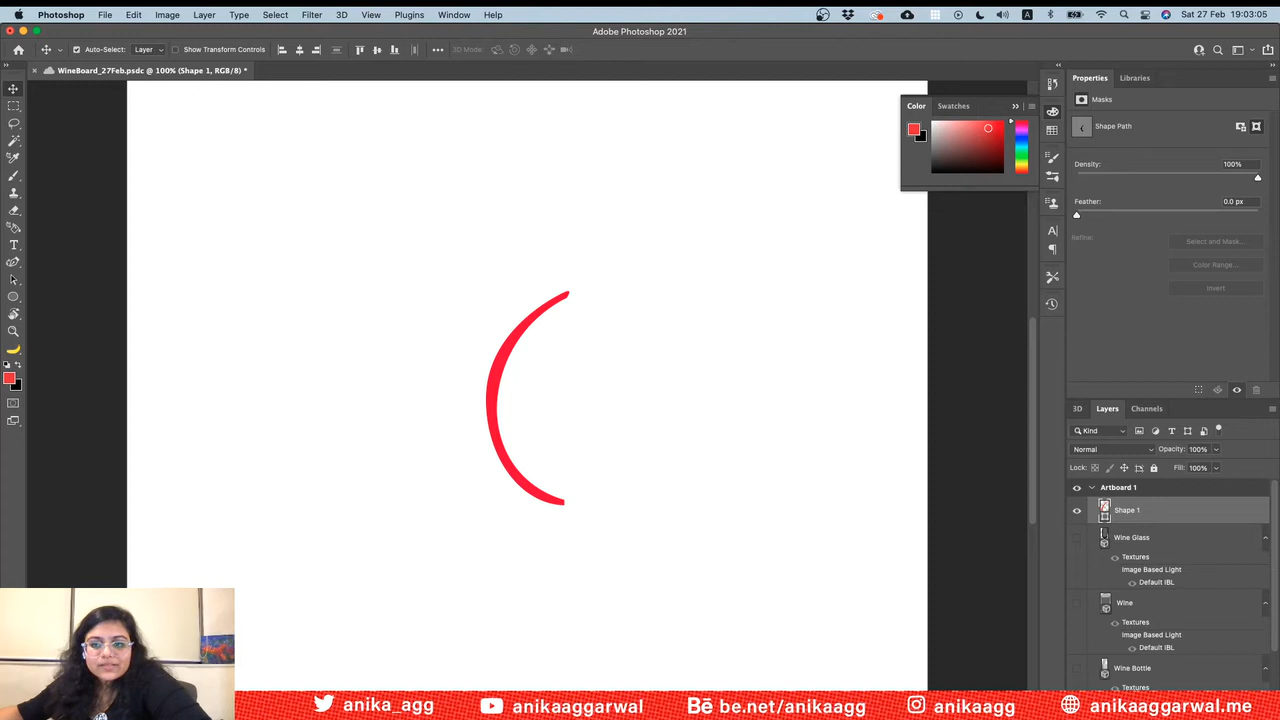 Photoshop File Edit Image Layer Type Select Filter 3D View Plugins Window Help
A
Sat 27 Feb 19:03:05
Adobe Photoshop 2021
Auto-Select: Layer Show Transform Controls
3D Mode:
WineBoard_27Feb.psdc @ 100% (Shape 1, RGB/8) *
Color Swatches
Properties Libraries
Masks
Shape Path
Density: 100%
Feather: 0.0 px
Refine: Select and Mask...
Color Range...
Invert
3D Layers Channels
Kind
Normal Opacity: 100%
Lock: Fill: 100%
Artboard 1
Shape 1
Wine Glass
Textures
Image Based Light
Default IBL
Wine
Textures
Image Based Light
Default IBL
Wine Bottle
Textures
anika_agg anikaaggarwal be.net/anikaagg anikaagg anikaaggarwal.me